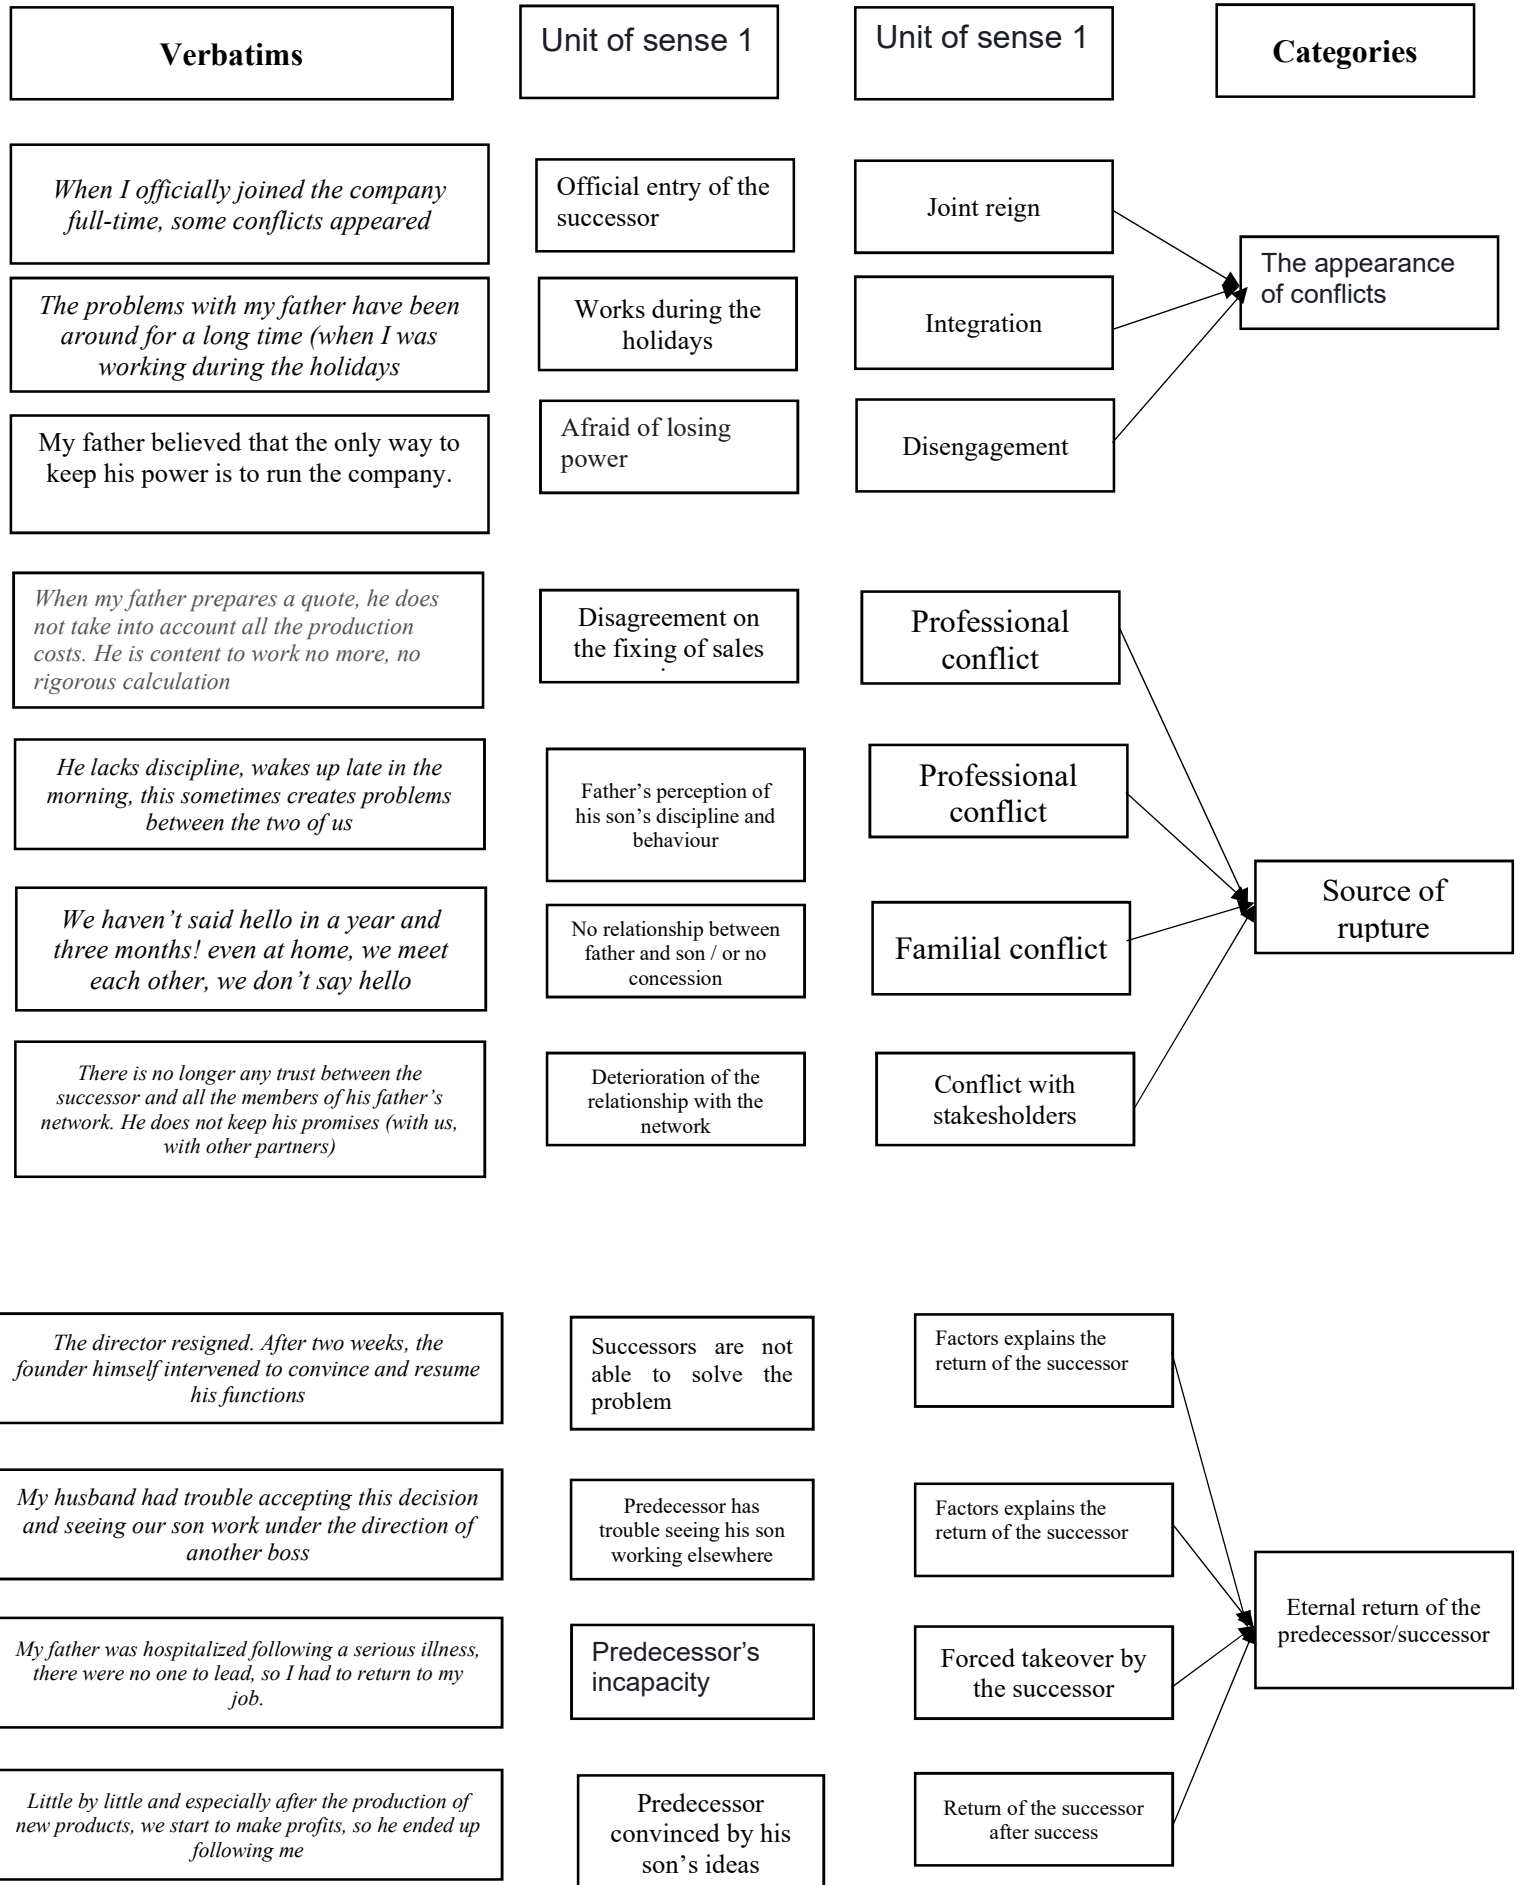 Verbatims
Unit of sense 1
Unit of sense 1
Categories
When I officially joined the company
full-time, some conflicts appeared
Official entry of the
successor
Joint reign
The appearance
of conflicts
The problems with my father have been
around for a long time (when I was
working during the holidays
Works during the
holidays
Integration
My father believed that the only way to
keep his power is to run the company.
Afraid of losing
power
Disengagement
When my father prepares a quote, he does
not take into account all the production
costs. He is content to work no more, no
rigorous calculation
Disagreement on
the fixing of sales
Professional
conflict
He lacks discipline, wakes up late in the
morning, this sometimes creates problems
between the two of us
Father's perception of
his son's discipline and
behaviour
Professional
conflict
Source of
rupture
We haven't said hello in a year and
three months! even at home, we meet
each other, we don't say hello
No relationship between
father and son / or no
concession
Familial conflict
There is no longer any trust between the
successor and all the members of his father's
network. He does not keep his promises (with us,
with other partners)
Deterioration of the
relationship with the
network
Conflict with
stakesholders
The director resigned. After two weeks, the
founder himself intervened to convince and resume
his functions
Successors are not
able to solve the
problem
Factors explains the
return of the successor
My husband had trouble accepting this decision
and seeing our son work under the direction of
another boss
Predecessor has
trouble seeing his son
working elsewhere
Factors explains the
return of the successor
Eternal return of the
predecessor/successor
My father was hospitalized following a serious illness,
there were no one to lead, so I had to return to my
job.
Predecessor's
incapacity
Forced takeover by
the successor
Little by little and especially after the production of
new products, we start to make profits, so he ended up
following me
Predecessor
convinced by his
son's ideas
Return of the successor
after success